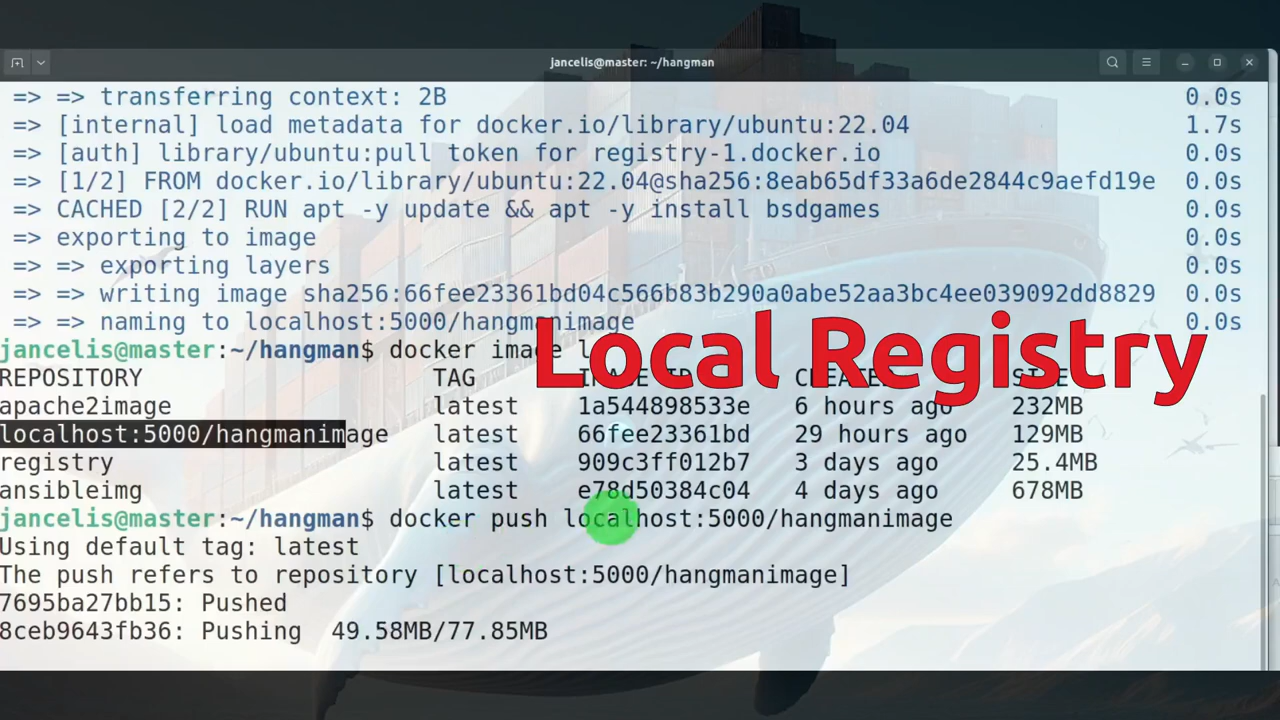 jancelis@master: ~/hangman
=> => transferring context: 2B 0.0s
=> [internal] load metadata for docker.io/library/ubuntu:22.04 1.7s
=> [auth] library/ubuntu:pull token for registry-1.docker.io 0.0s
=> [1/2] FROM docker.io/library/ubuntu:22.04@sha256:8eab65df33a6de2844c9aefd19e 0.0s
=> CACHED [2/2] RUN apt -y update && apt -y install bsdgames 0.0s
=> exporting to image 0.0s
=> => exporting layers 0.0s
=> => writing image sha256:66fee23361bd04c566b83b290a0abe52aa3bc4ee039092dd8829 0.0s
=> => naming to localhost:5000/hangmanimage 0.0s
jancelis@master:~/hangman$ docker image l
Local Registry
REPOSITORY TAG IMAGE ID CREATED SIZE
apache2image latest 1a544898533e 6 hours ago 232MB
localhost:5000/hangmanimage latest 66fee23361bd 29 hours ago 129MB
registry latest 909c3ff012b7 3 days ago 25.4MB
ansibleimg latest e78d50384c04 4 days ago 678MB
jancelis@master:~/hangman$ docker push localhost:5000/hangmanimage
Using default tag: latest
The push refers to repository [localhost:5000/hangmanimage]
7695ba27bb15: Pushed
8ceb9643fb36: Pushing 49.58MB/77.85MB